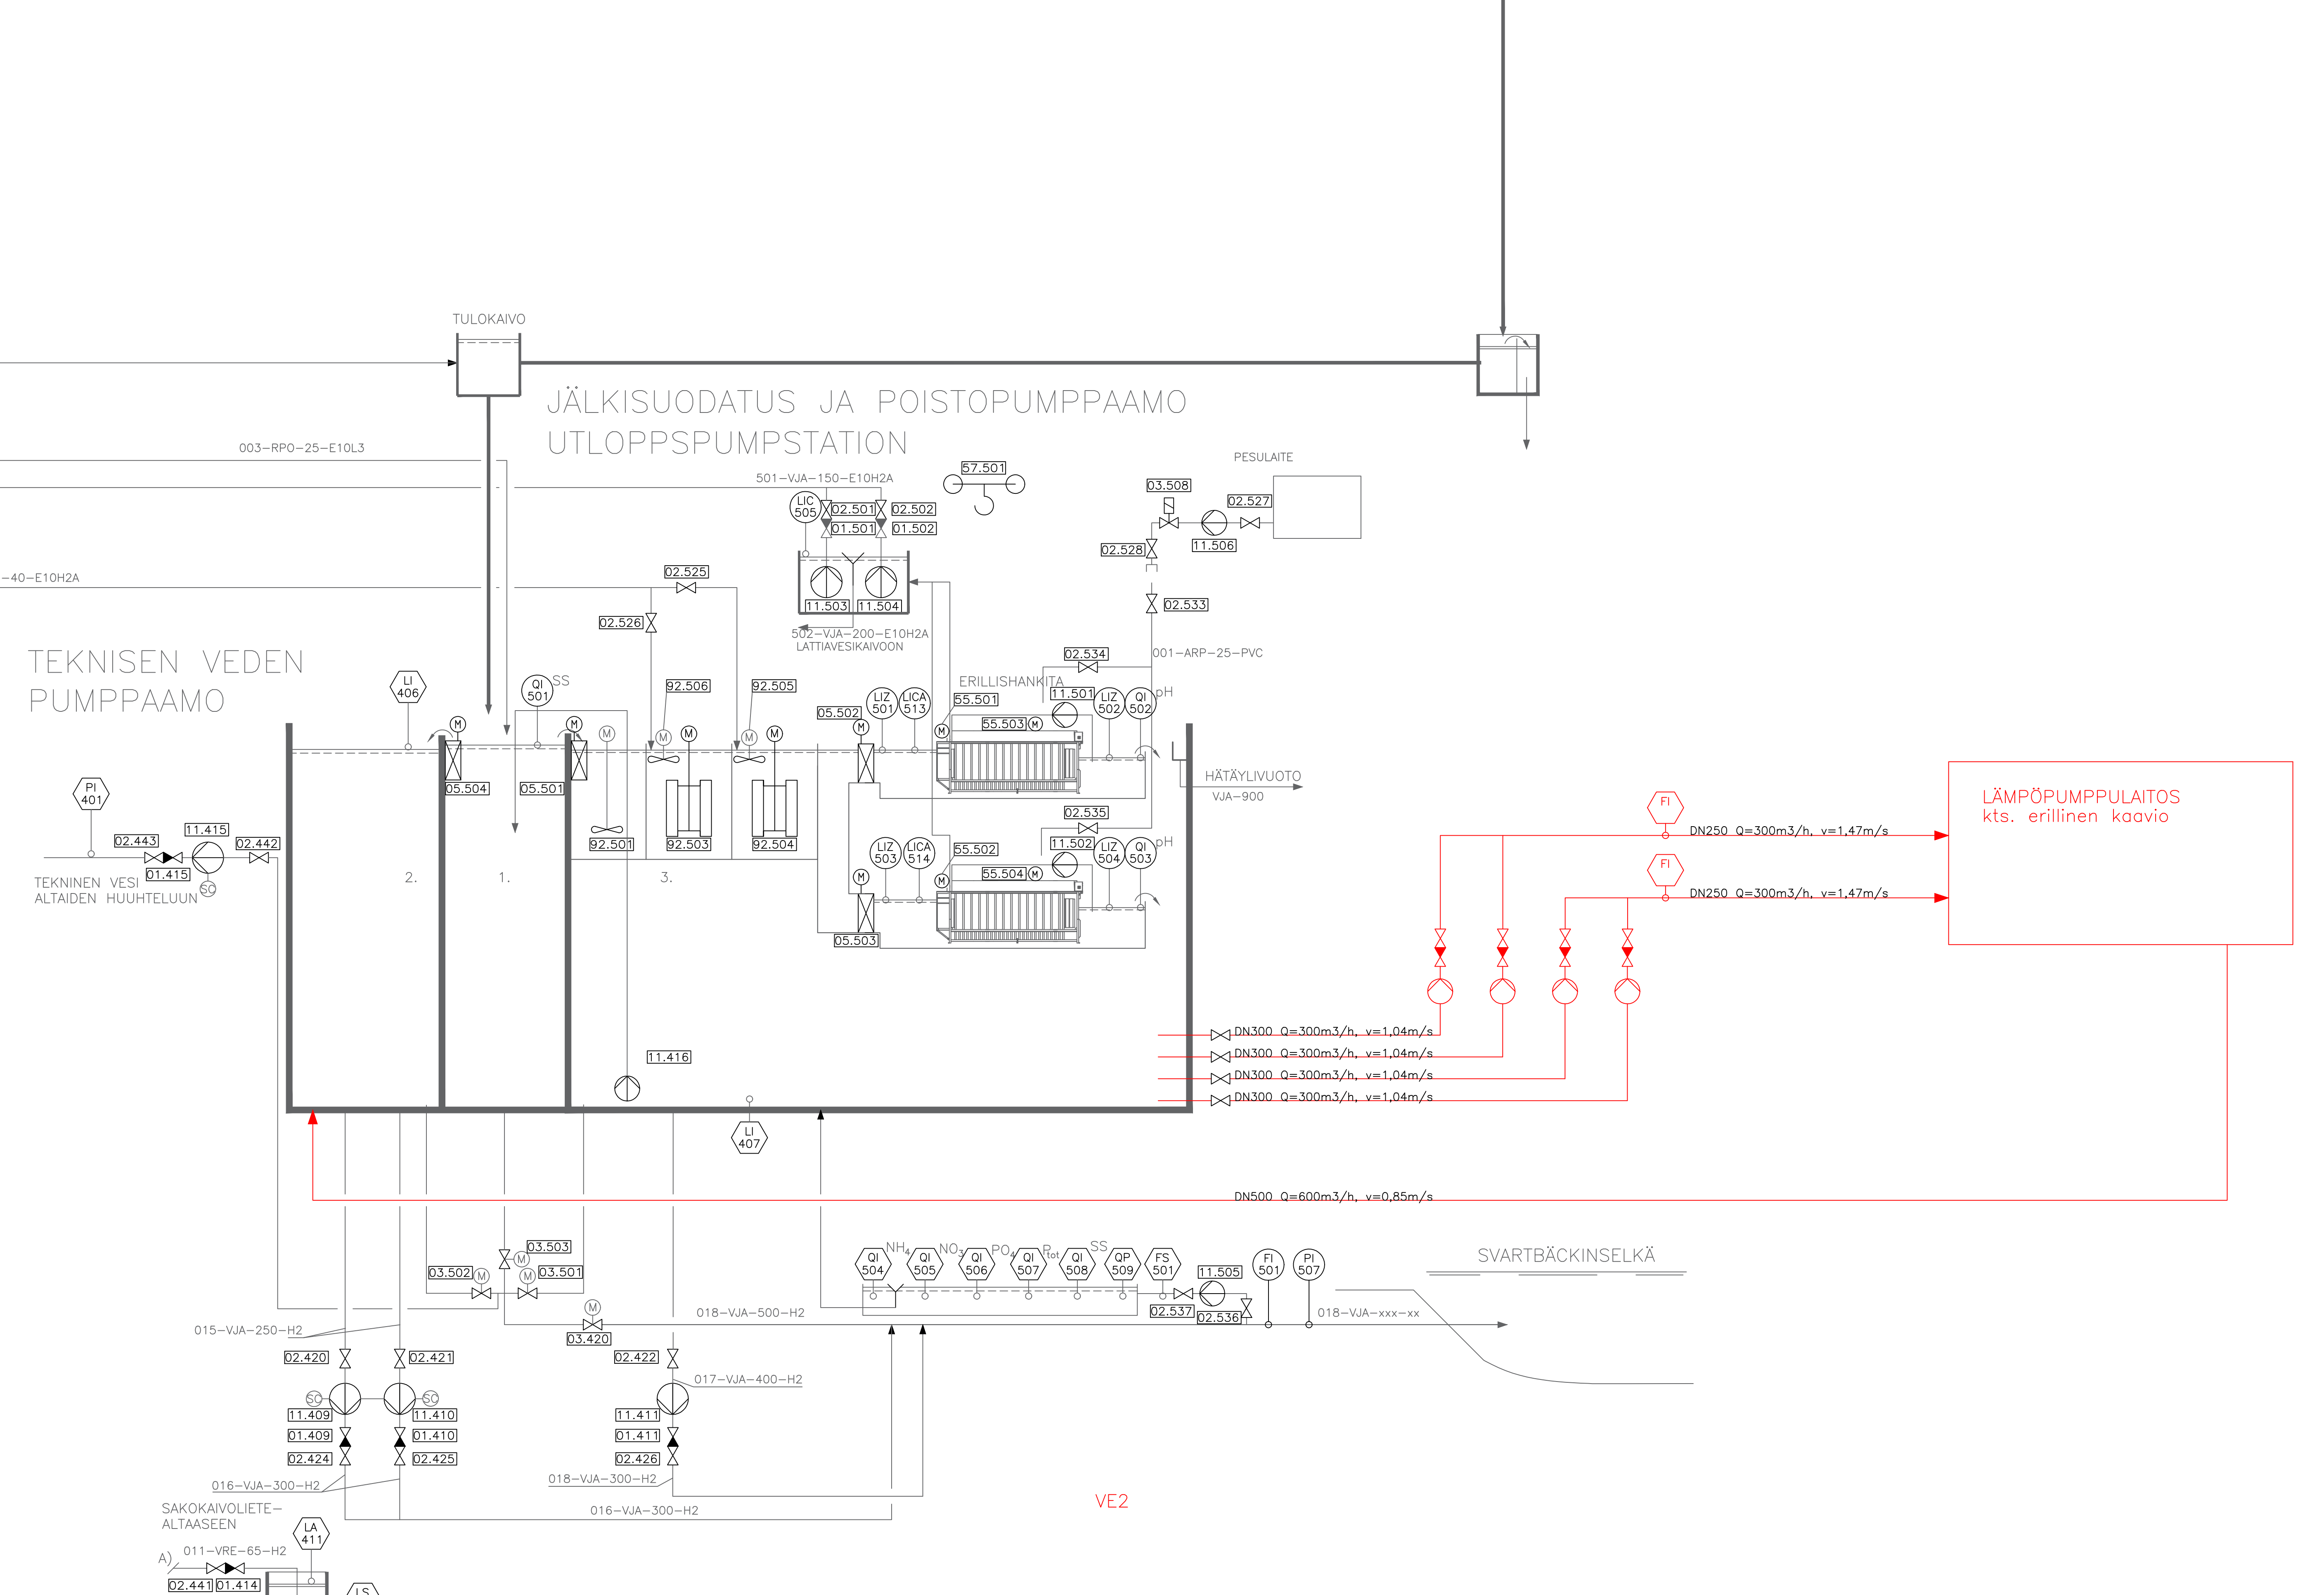 TULOKAIVO
JÄLKISUODATUS JA POISTOPUMPPAAMO
UTLOPPSPUMPSTATION
003-RPO-25-E10L3
501-VJA-150-E10H2A
57.501
PESULAITE
03.508
02.527
LIC
505
02.501
02.502
01.501
01.502
02.528
11.506
-40-E10H2A
02.525
11.503
11.504
02.533
02.526
502-VJA-200-E10H2A
LATTIAVESIKAIVOON
TEKNISEN VEDEN
PUMPPAAMO
02.534
001-ARP-25-PVC
LI
406
QI
501
SS
92.506
92.505
ERILLISHANKITA
LIZ
501
LICA
513
55.501
11.501
LIZ
502
QI
502
pH
05.502
55.503
M
M
M
M
M
M
M
M
M
M
M
05.504
05.501
HÄTÄYLIVUOTO
VJA-900
PI
401
02.443
11.415
02.442
01.415
SC
TEKNINEN VESI
ALTAIDEN HUUHTELUUN
92.501
92.503
92.504
02.535
11.502
LIZ
503
LICA
514
55.502
LIZ
504
QI
503
pH
55.504
M
M
M
2.
1.
3.
05.503
FI
DN250 Q=300m3/h, v=1,47m/s
FI
DN250 Q=300m3/h, v=1,47m/s
LÄMPÖPUMPPULAITOS
kts. erillinen kaavio
11.416
DN300 Q=300m3/h, v=1,04m/s
DN300 Q=300m3/h, v=1,04m/s
DN300 Q=300m3/h, v=1,04m/s
DN300 Q=300m3/h, v=1,04m/s
LI
407
DN500 Q=600m3/h, v=0,85m/s
03.503
M
03.502
M
M
03.501
QI
504
NH4
QI
505
NO3
QI
506
PO4
QI
507
Ptot
QI
508
SS
QP
509
FS
501
11.505
FI
501
PI
507
SVARTBÄCKINSELKÄ
02.537
02.536
018-VJA-500-H2
018-VJA-xxx-xx
M
03.420
015-VJA-250-H2
02.420
02.421
02.422
017-VJA-400-H2
SC
SC
11.409
11.410
11.411
01.409
01.410
01.411
02.424
02.425
02.426
016-VJA-300-H2
018-VJA-300-H2
016-VJA-300-H2
VE2
SAKOKAIVOLIETE-
ALTAASEEN
LA
411
A)
011-VRE-65-H2
02.441
01.414
LS